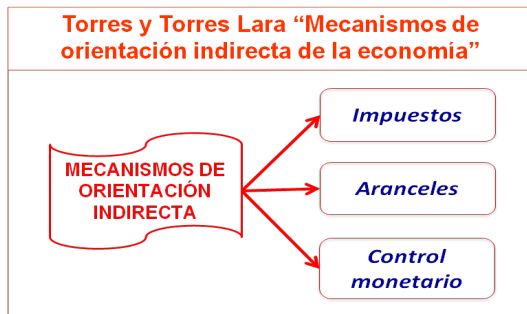 Torres y Torres Lara “Mecanismos de
orientación indirecta de la economía”
MECANISMOS DE
ORIENTACIÓN
INDIRECTA
Impuestos
Aranceles
Control
monetario